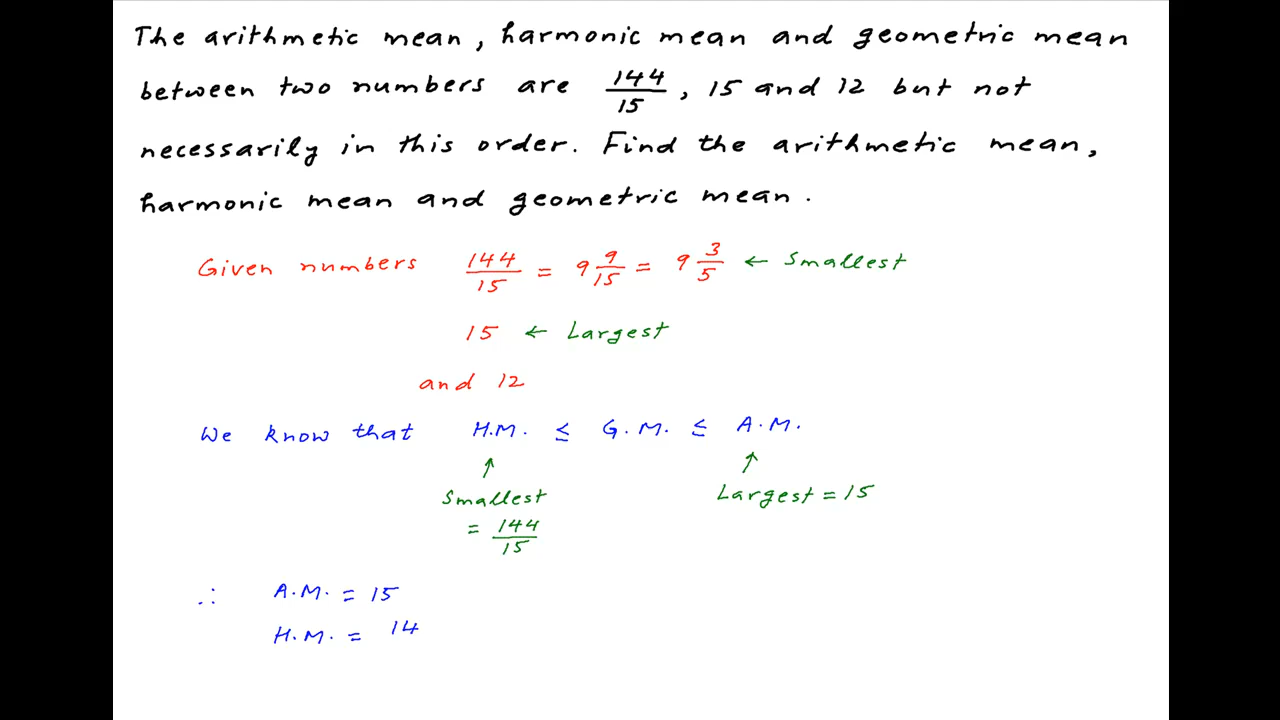 The arithmetic mean, harmonic mean and geometric mean
between two numbers are 144/15, 15 and 12 but not
necessarily in this order. Find the arithmetic mean,
harmonic mean and geometric mean.
Given numbers 144/15 = 9 9/15 = 9 3/5 ← Smallest
15 ← Largest
and 12
We know that H.M. ≤ G.M. ≤ A.M.
↑ ↑
Smallest Largest = 15
= 144/15
∴ A.M. = 15
H.M. = 14